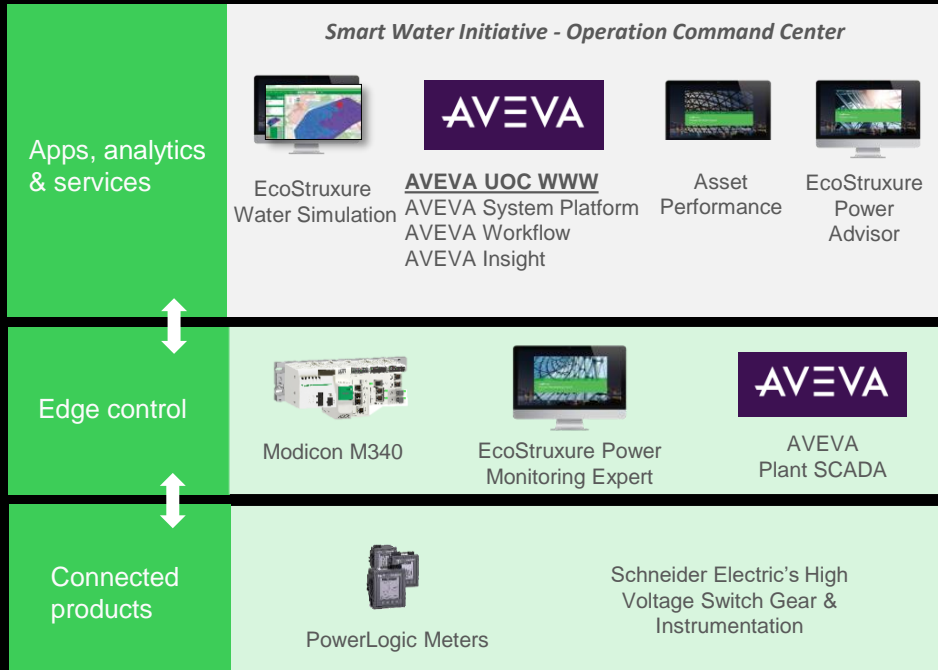 Smart Water Initiative - Operation Command Center
Apps, analytics
& services
EcoStruxure
Water Simulation
AVEVA
AVEVA UOC WWW
AVEVA System Platform
AVEVA Workflow
AVEVA Insight
Asset
Performance
EcoStruxure
Power
Advisor
Edge control
Modicon M340
EcoStruxure Power
Monitoring Expert
AVEVA
AVEVA
Plant SCADA
Connected
products
PowerLogic Meters
Schneider Electric's High
Voltage Switch Gear &
Instrumentation